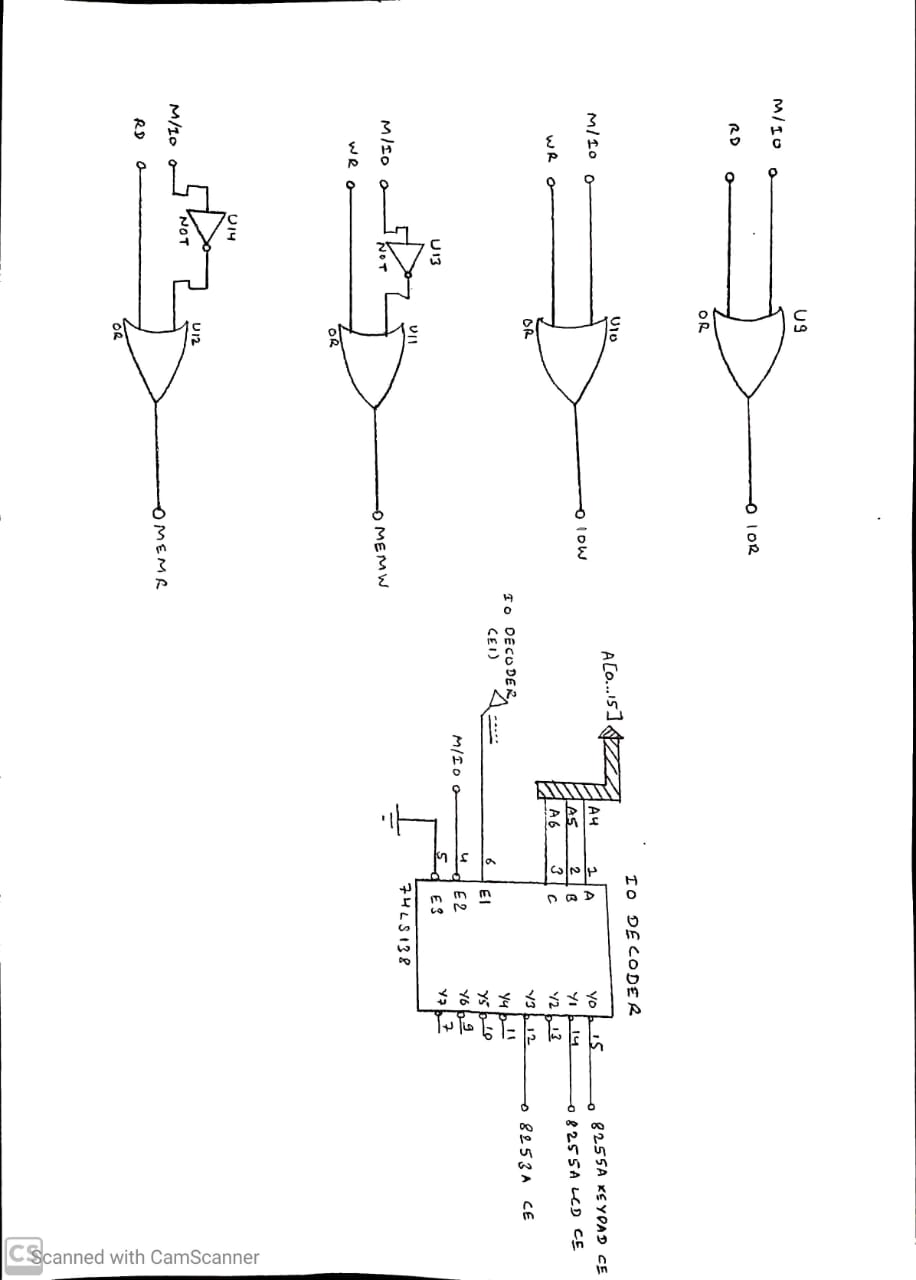 M/IO
RD
U9
OR
IOR
M/IO
WR
U10
OR
IOW
M/IO
WR
U13
NOT
U11
OR
MEMW
M/IO
RD
U14
NOT
U12
OR
MEMR
IO DECODER
A[0...15]
A4 1 A
A5 2 B
A6 3 C
IO DECODER
(E1)
6 E1
M/IO 4 E2
5 E3
74LS138
Y0 15 8255A KEYPAD CE
Y1 14 8255A LCD CE
Y2 13
Y3 12 8253A CE
Y4 11
Y5 10
Y6 9
Y7 7
CS Scanned with CamScanner